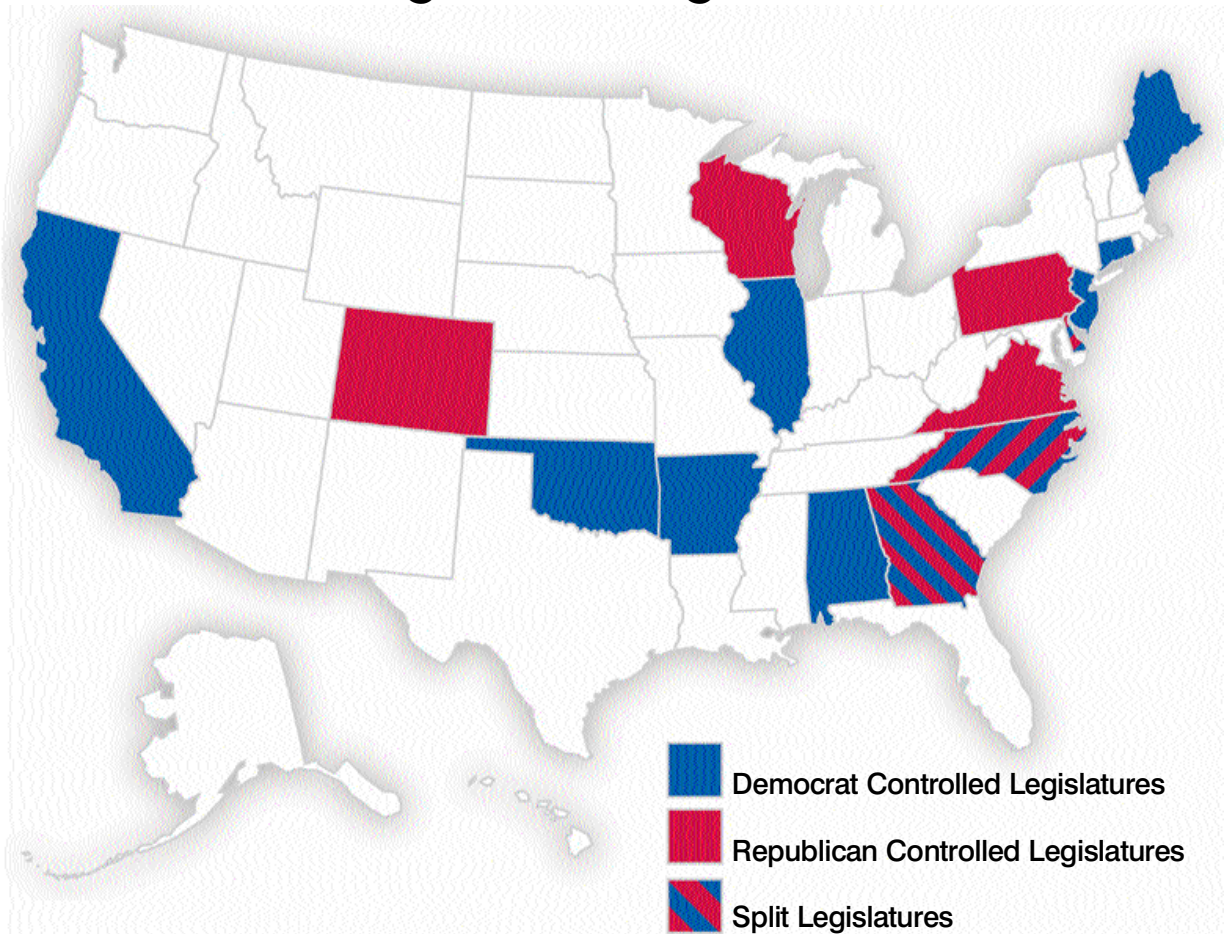 Democrat Controlled Legislatures
Republican Controlled Legislatures
Split Legislatures